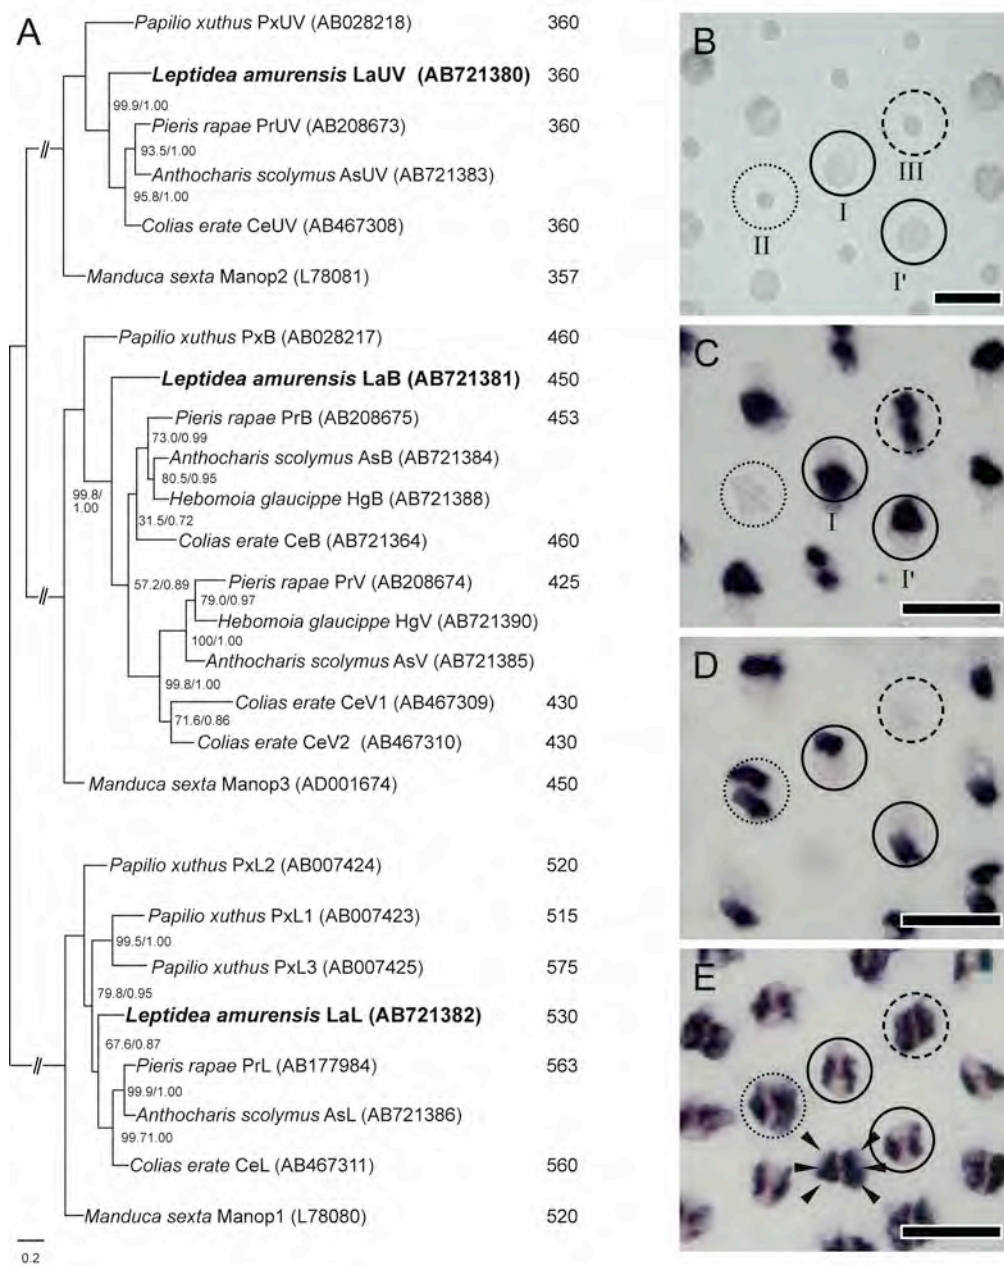 A
Papilio xuthus PxUV (AB028218) 360
Leptidea amurensis LaUV (AB721380) 360
99.9/1.00
Pieris rapae PrUV (AB208673) 360
93.5/1.00
Anthocharis scolymus AsUV (AB721383)
95.8/1.00
Colias erate CeUV (AB467308) 360
Manduca sexta Manop2 (L78081) 357
Papilio xuthus PxB (AB028217) 460
Leptidea amurensis LaB (AB721381) 450
Pieris rapae PrB (AB208675) 453
73.0/0.99
Anthocharis scolymus AsB (AB721384)
80.5/0.95
99.8/
1.00
Hebomoia glaucippe HgB (AB721388)
31.5/0.72
Colias erate CeB (AB721364) 460
57.2/0.89
Pieris rapae PrV (AB208674) 425
79.0/0.97
Hebomoia glaucippe HgV (AB721390)
100/1.00
Anthocharis scolymus AsV (AB721385)
99.8/1.00
Colias erate CeV1 (AB467309) 430
71.6/0.86
Colias erate CeV2 (AB467310) 430
Manduca sexta Manop3 (AD001674) 450
Papilio xuthus PxL2 (AB007424) 520
Papilio xuthus PxL1 (AB007423) 515
99.5/1.00
Papilio xuthus PxL3 (AB007425) 575
79.8/0.95
Leptidea amurensis LaL (AB721382) 530
67.6/0.87
Pieris rapae PrL (AB177984) 563
99.9/1.00
Anthocharis scolymus AsL (AB721386)
99.71.00
Colias erate CeL (AB467311) 560
Manduca sexta Manop1 (L78080) 520
0.2
B
III
I
II
I'
C
I
I'
D
E